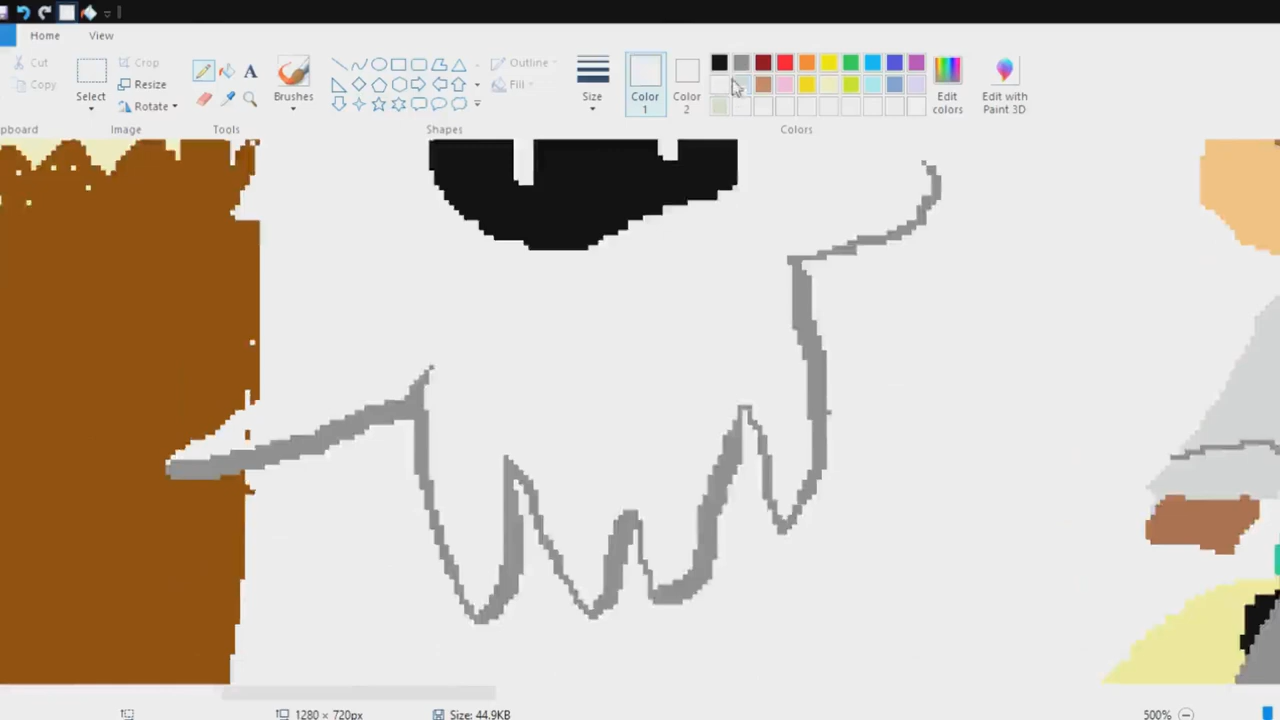 Home View
Cut
Copy
Select
Crop
Resize
Rotate
A
Brushes
Outline
Fill
Size
Color
1
Color
2
Edit
colors
Edit with
Paint 3D
pboard Image Tools Shapes Colors
1280 × 720px Size: 44.9KB 500%